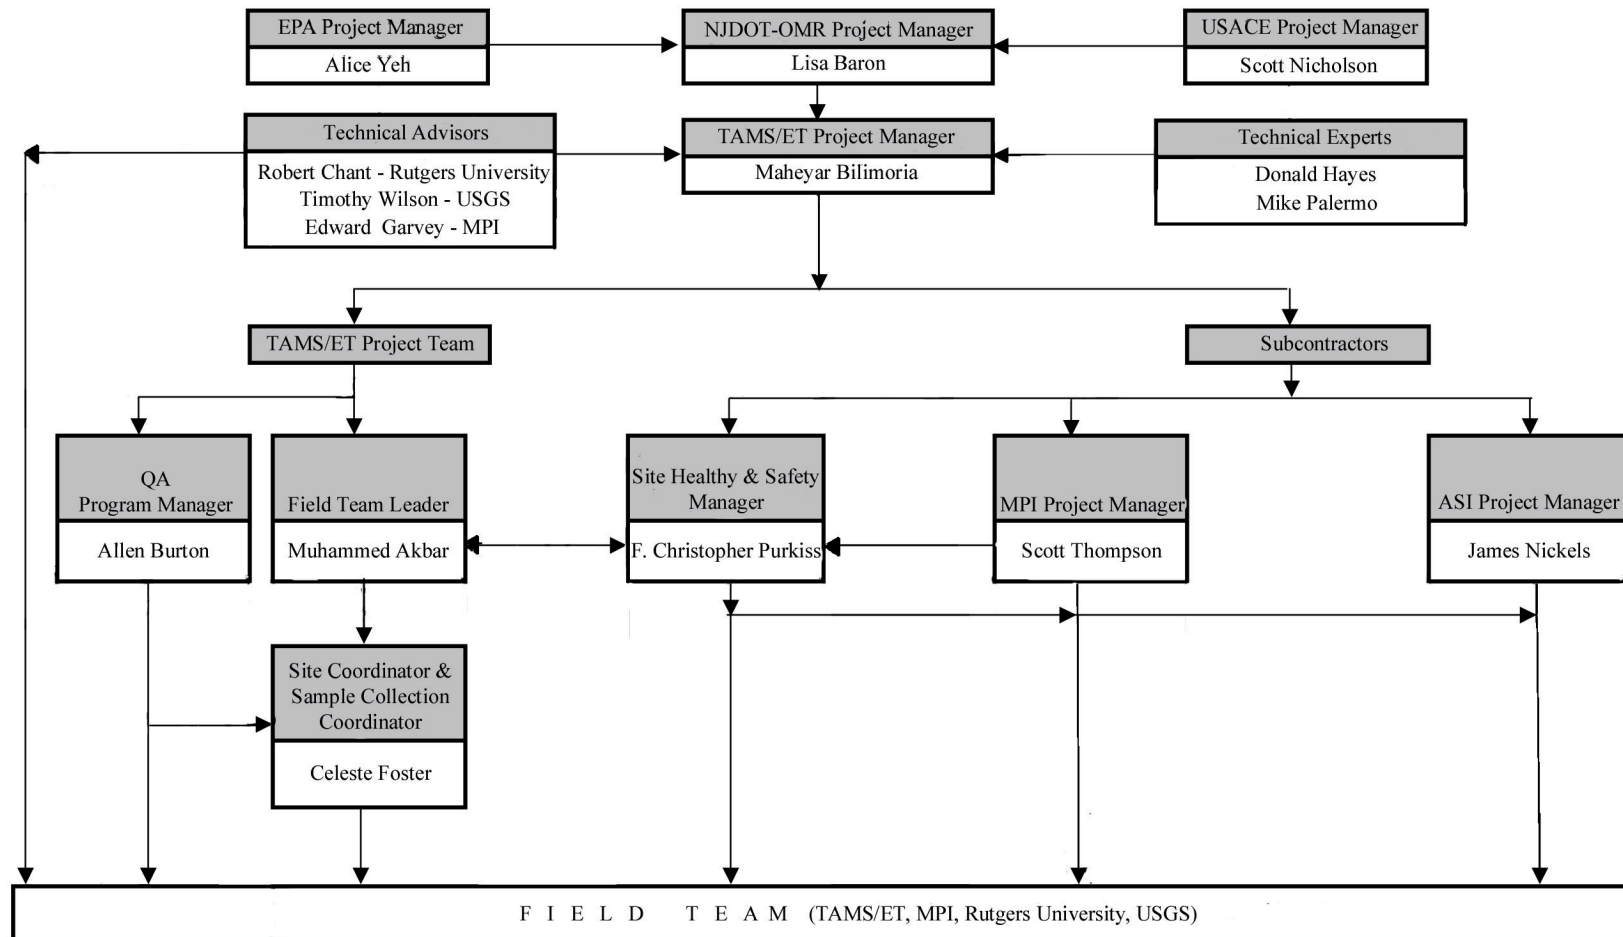 EPA Project Manager
Alice Yeh
NJDOT-OMR Project Manager
Lisa Baron
USACE Project Manager
Scott Nicholson
Technical Advisors
Robert Chant - Rutgers University
Timothy Wilson - USGS
Edward Garvey - MPI
TAMS/ET Project Manager
Maheyar Bilimoria
Technical Experts
Donald Hayes
Mike Palermo
TAMS/ET Project Team
Subcontractors
QA
Program Manager
Allen Burton
Field Team Leader
Muhammed Akbar
Site Healthy & Safety
Manager
F. Christopher Purkiss
MPI Project Manager
Scott Thompson
ASI Project Manager
James Nickels
Site Coordinator &
Sample Collection
Coordinator
Celeste Foster
F I E L D T E A M (TAMS/ET, MPI, Rutgers University, USGS)